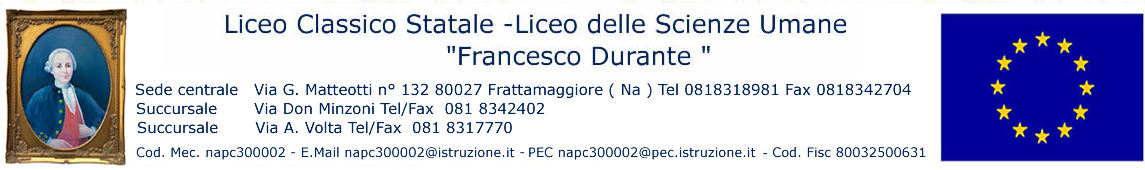 Liceo Classico Statale -Liceo delle Scienze Umane
"Francesco Durante "
Sede centrale Via G. Matteotti n° 132 80027 Frattamaggiore ( Na ) Tel 0818318981 Fax 0818342704
Succursale Via Don Minzoni Tel/Fax 081 8342402
Succursale Via A. Volta Tel/Fax 081 8317770
Cod. Mec. napc300002 - E.Mail napc300002@istruzione.it - PEC napc300002@pec.istruzione.it - Cod. Fisc 80032500631